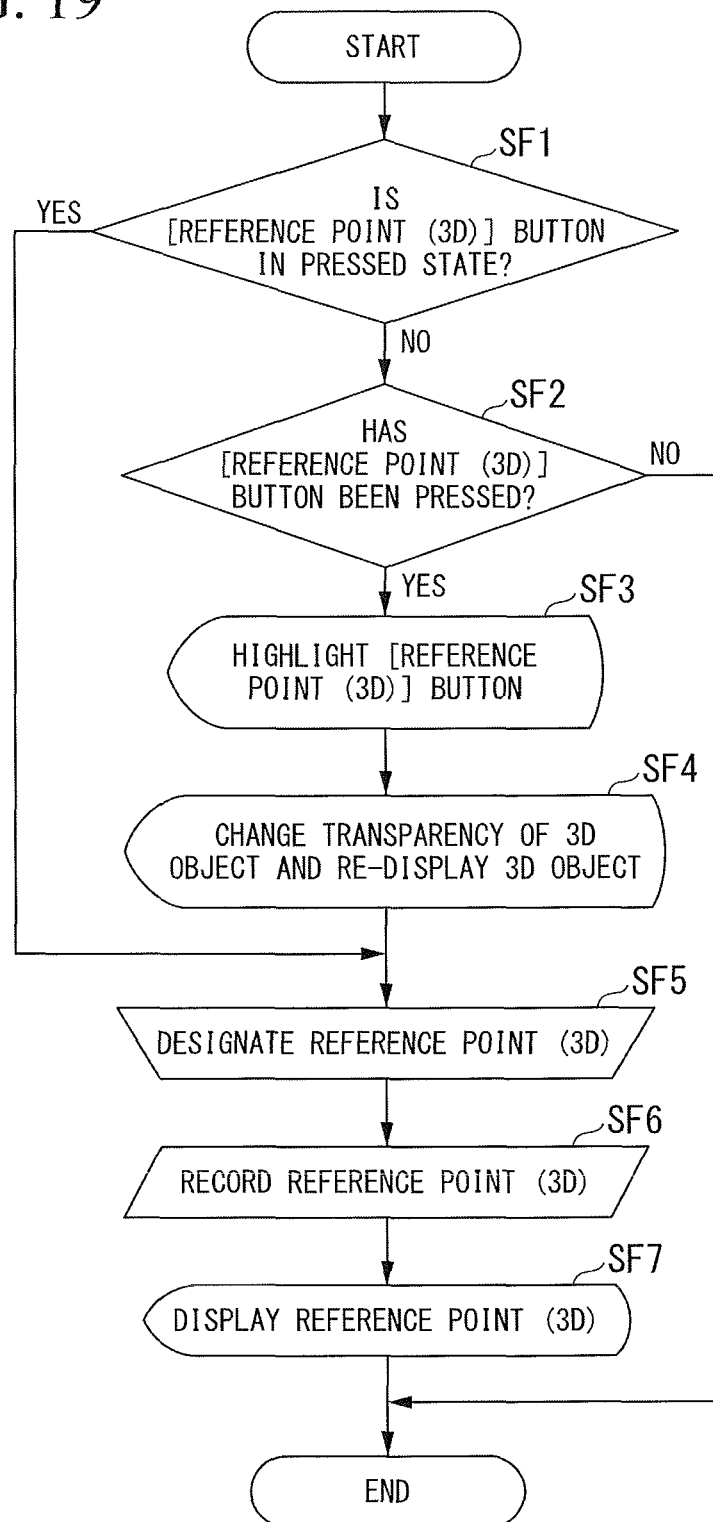 19
START
SF1
IS
YES
[REFERENCE POINT (3D)] BUTTON
IN PRESSED STATE?
NO
SF2
HAS
[REFERENCE POINT (3D)]
NO
BUTTON BEEN PRESSED?
YES
SF3
HIGHLIGHT [REFERENCE
POINT (3D)] BUTTON
SF4
CHANGE TRANSPARENCY OF 3D
OBJECT AND RE-DISPLAY 3D OBJECT
SF5
DESIGNATE REFERENCE POINT (3D)
SF6
RECORD REFERENCE POINT (3D)
SF7
DISPLAY REFERENCE POINT (3D)
END